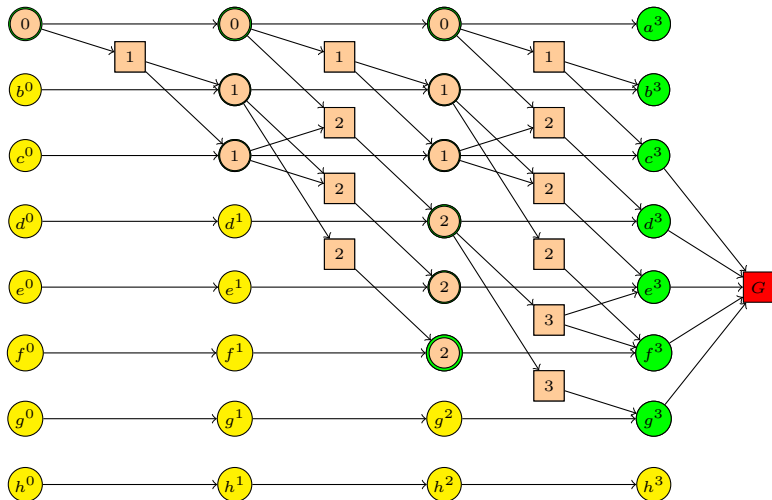 0 0 0 a³
1 1 1
b⁰ 1 1 b³
2 2
c⁰ 1 1 c³
2 2
d⁰ d¹ 2 d³
2 2
e⁰ e¹ 2 e³ G
3
f⁰ f¹ 2 f³
3
g⁰ g¹ g² g³
h⁰ h¹ h² h³